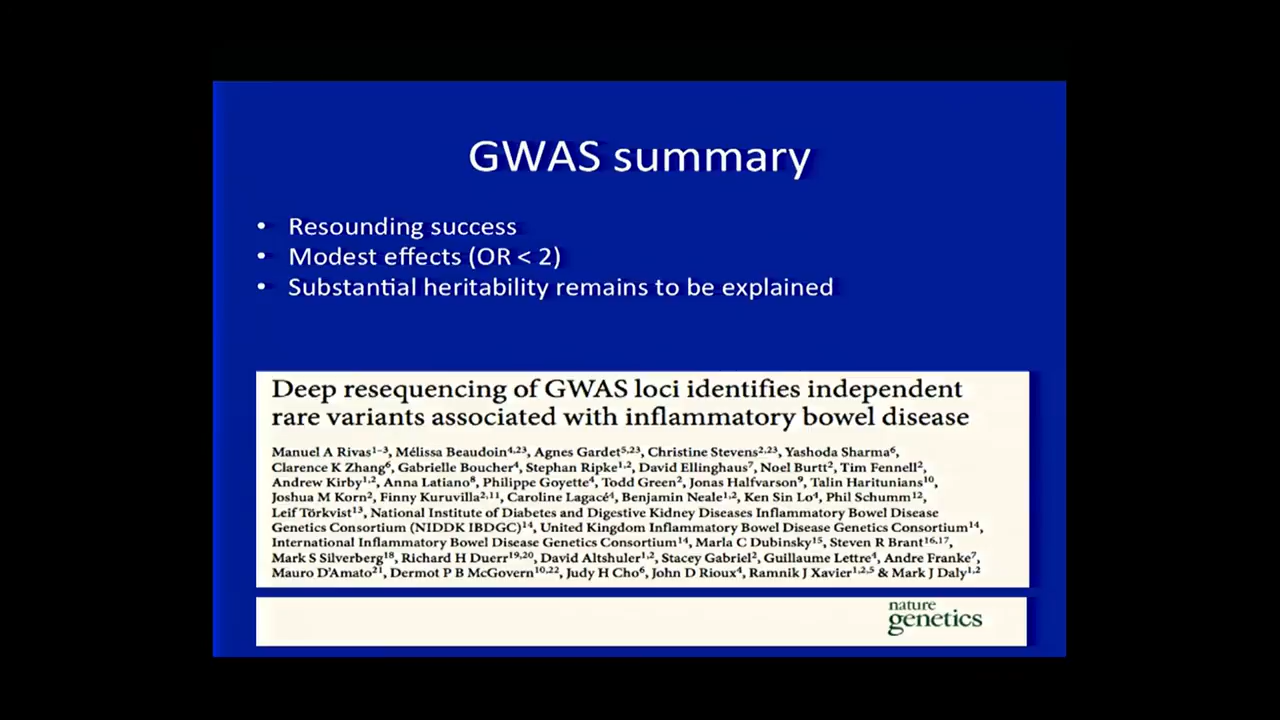 GWAS summary
• Resounding success
• Modest effects (OR < 2)
• Substantial heritability remains to be explained
Deep resequencing of GWAS loci identifies independent
rare variants associated with inflammatory bowel disease
Manuel A Rivas1–3, Mélissa Beaudoin4,23, Agnes Gardet5,23, Christine Stevens2,23, Yashoda Sharma6,
Clarence K Zhang6, Gabrielle Boucher4, Stephan Ripke1,2, David Ellinghaus7, Noel Burtt2, Tim Fennell2,
Andrew Kirby1,2, Anna Latiano8, Philippe Goyette4, Todd Green2, Jonas Halfvarson9, Talin Haritunians10,
Joshua M Korn2, Finny Kuruvilla2,11, Caroline Lagacé4, Benjamin Neale1,2, Ken Sin Lo4, Phil Schumm12,
Leif Törkvist13, National Institute of Diabetes and Digestive Kidney Diseases Inflammatory Bowel Disease
Genetics Consortium (NIDDK IBDGC)14, United Kingdom Inflammatory Bowel Disease Genetics Consortium14,
International Inflammatory Bowel Disease Genetics Consortium14, Marla C Dubinsky15, Steven R Brant16,17,
Mark S Silverberg18, Richard H Duerr19,20, David Altshuler1,2, Stacey Gabriel2, Guillaume Lettre4, Andre Franke7,
Mauro D'Amato21, Dermot P B McGovern10,22, Judy H Cho6, John D Rioux4, Ramnik J Xavier1,2,5 & Mark J Daly1,2
nature
genetics